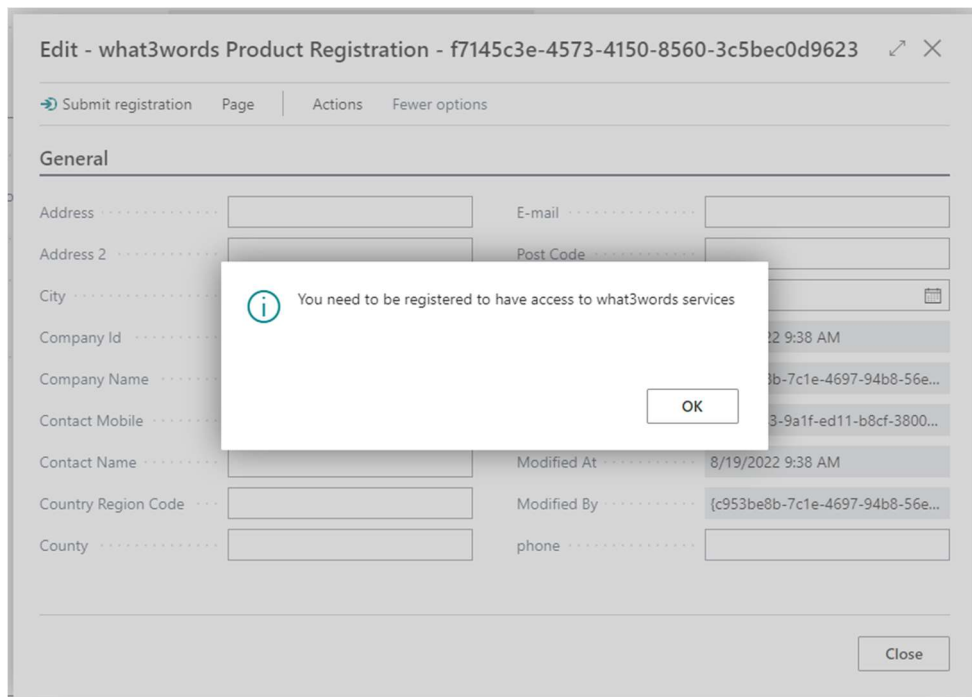 Edit - what3words Product Registration - f7145c3e-4573-4150-8560-3c5bec0d9623
Submit registration Page Actions Fewer options
General
Address E-mail
Address 2 Post Code
City
You need to be registered to have access to what3words services
Company Id 22 9:38 AM
Company Name b-7c1e-4697-94b8-56e...
OK
Contact Mobile 3-9a1f-ed11-b8cf-3800...
Contact Name Modified At 8/19/2022 9:38 AM
Country Region Code Modified By {c953be8b-7c1e-4697-94b8-56e...
County phone
Close